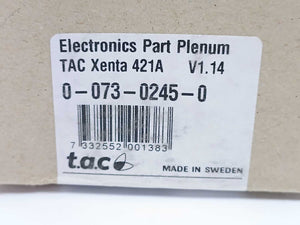 Electronics Part Plenum
TAC Xenta 421A V1.14
0-073-0245-0
7 332552 001383
t.a.c
MADE IN SWEDEN